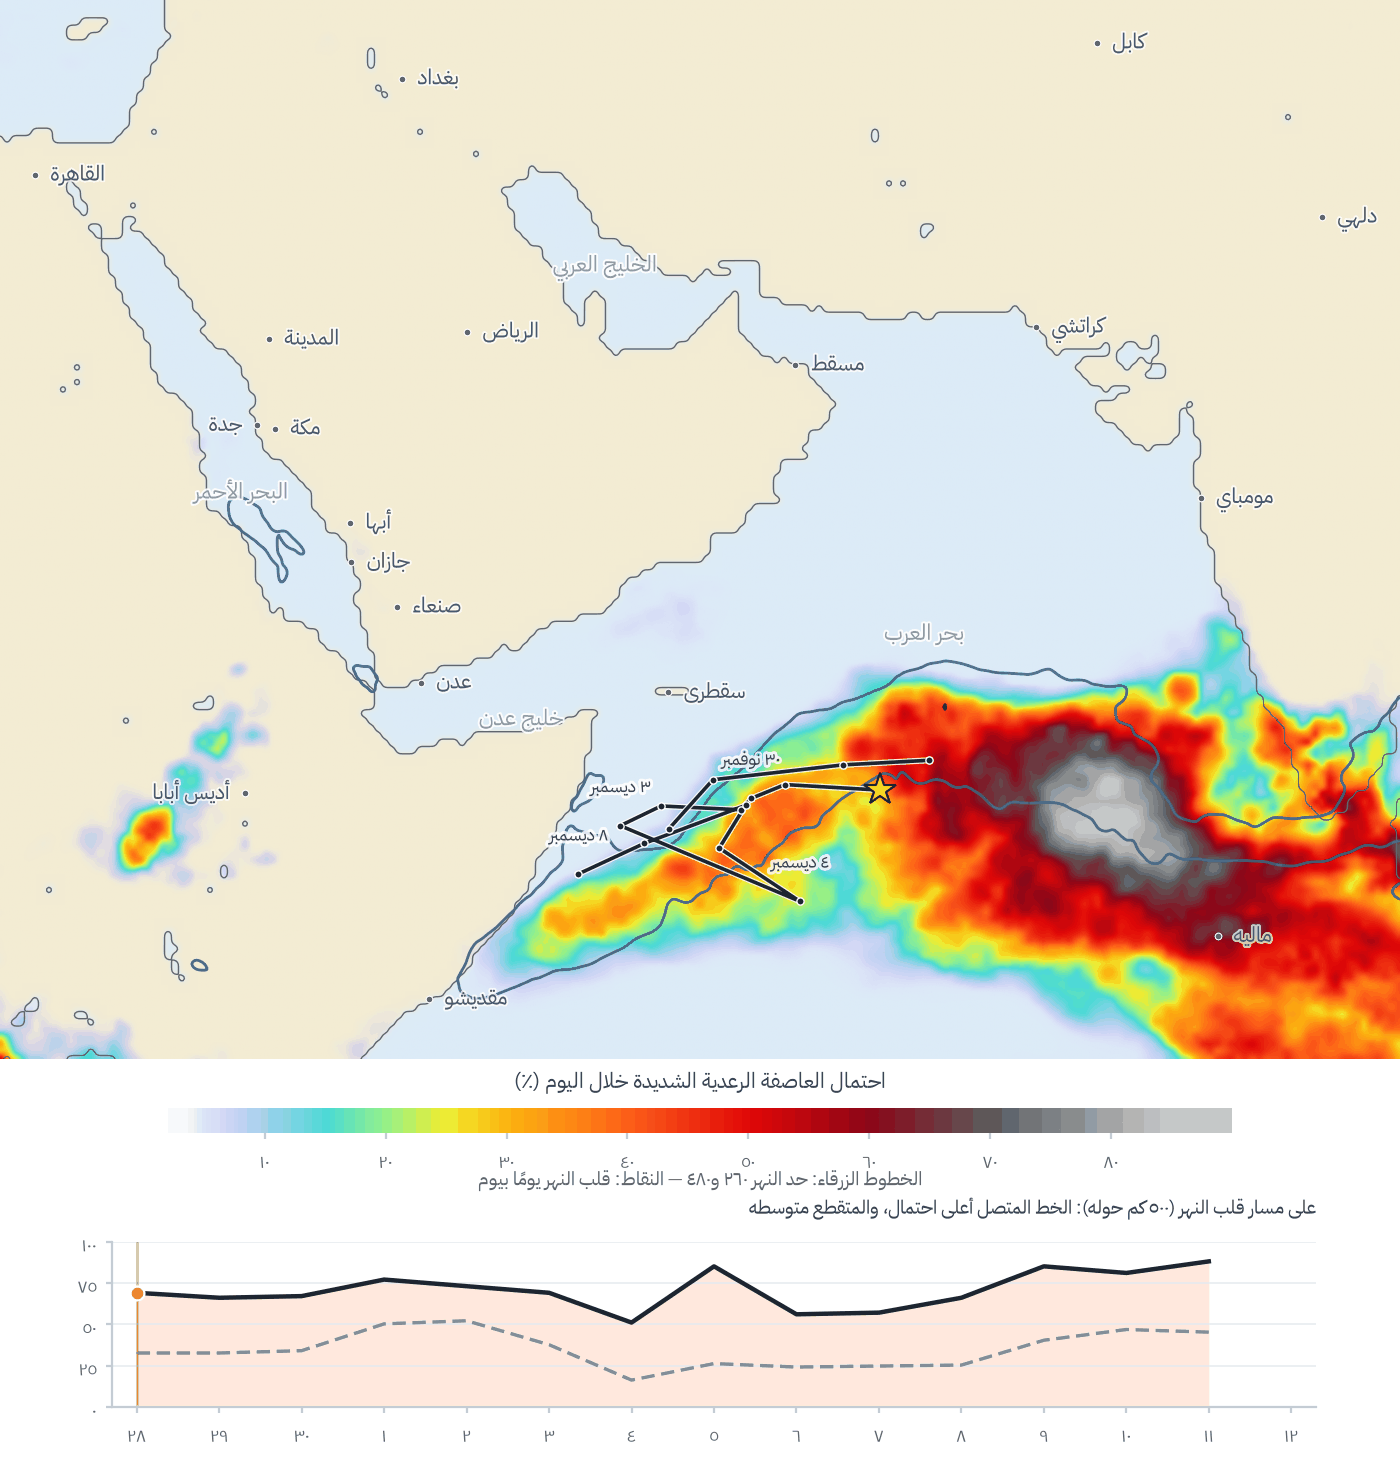 كابل
بغداد
القاهرة
دلهي
الخليج العربي
المدينة
الرياض
كراتشي
مسقط
جدة
مكة
البحر الأحمر
مومباي
أبها
جازان
صنعاء
بحر العرب
عدن
سقطرى
خليج عدن
٣٠ نوفمبر
٣ ديسمبر
أديس أبابا
٨ ديسمبر
٤ ديسمبر
ماليه
مقديشو
احتمال العاصفة الرعدية الشديدة خلال اليوم (٪)
١٠ ٢٠ ٣٠ ٤٠ ٥٠ ٦٠ ٧٠ ٨٠
الخطوط الزرقاء: حد النهر ٢٦٠ و٤٨٠ — النقاط: قلب النهر يومًا بيوم
على مسار قلب النهر (٥٠٠ كم حوله): الخط المتصل أعلى احتمال، والمتقطع متوسطه
١٠٠
٧٥
٥٠
٢٥
٠
٢٨ ٢٩ ٣٠ ١ ٢ ٣ ٤ ٥ ٦ ٧ ٨ ٩ ١٠ ١١ ١٢